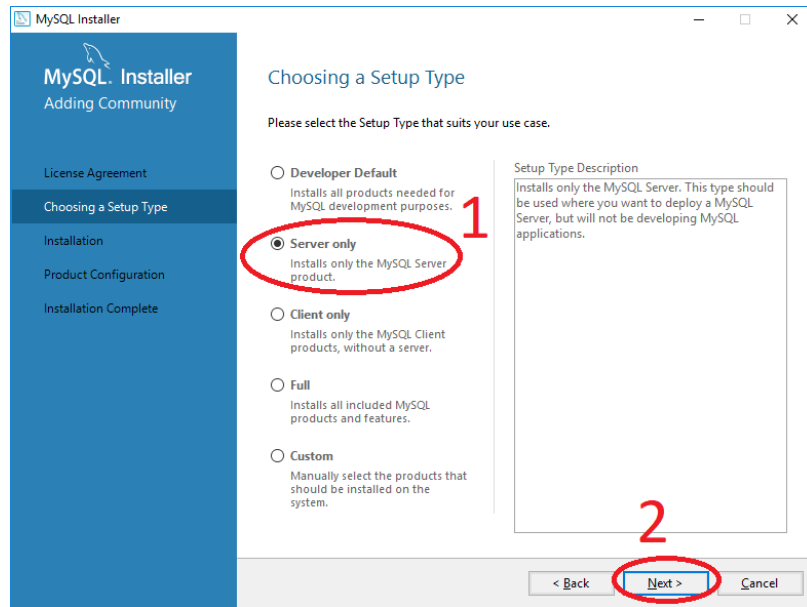 MySQL Installer
MySQL. Installer
Adding Community
License Agreement
Choosing a Setup Type
Installation
Product Configuration
Installation Complete
Choosing a Setup Type
Please select the Setup Type that suits your use case.
Developer Default
Installs all products needed for
MySQL development purposes.
1
Server only
Installs only the MySQL Server
product.
Client only
Installs only the MySQL Client
products, without a server.
Full
Installs all included MySQL
products and features.
Custom
Manually select the products that
should be installed on the
system.
Setup Type Description
Installs only the MySQL Server. This type should
be used where you want to deploy a MySQL
Server, but will not be developing MySQL
applications.
2
< Back
Next >
Cancel